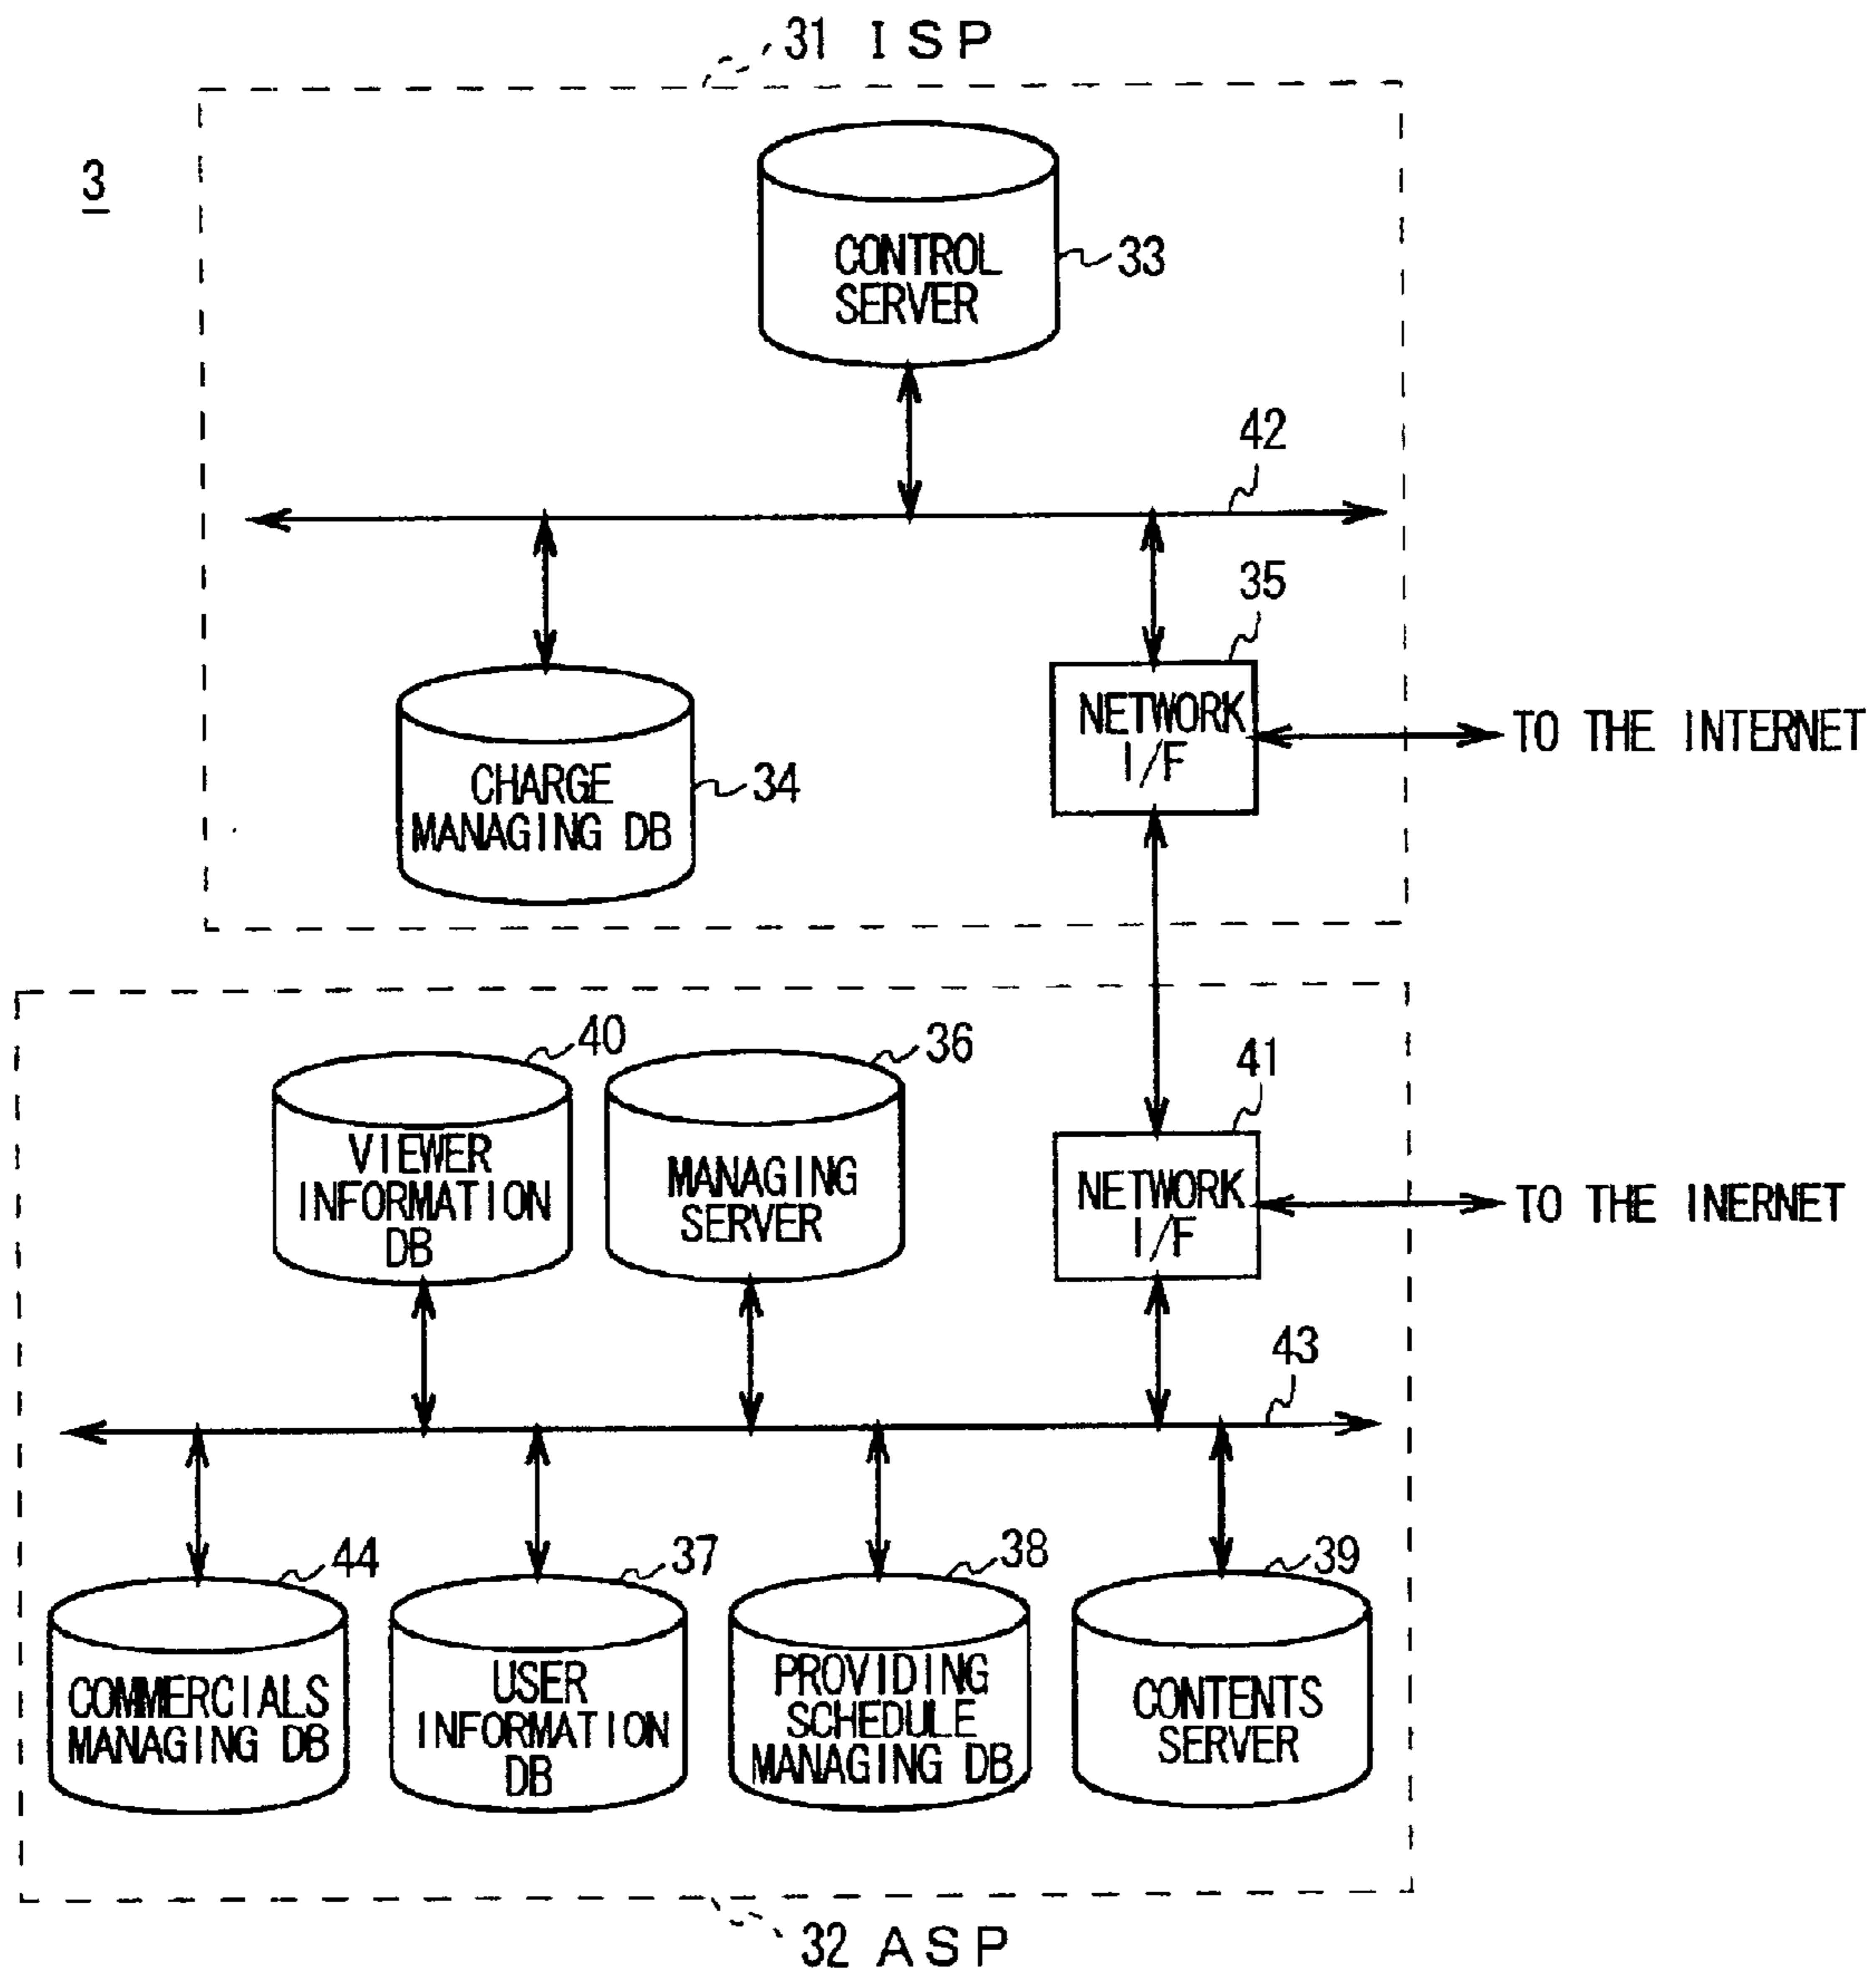 31 ISP
3
CONTROL
SERVER
33
42
35
NETWORK
I/F
TO THE INTERNET
CHARGE
MANAGING DB
34
40
36
41
VIEWER
INFORMATION
DB
MANAGING
SERVER
NETWORK
I/F
TO THE INERNET
43
44
37
38
39
COMMERCIALS
MANAGING DB
USER
INFORMATION
DB
PROVIDING
SCHEDULE
MANAGING DB
CONTENTS
SERVER
32 ASP